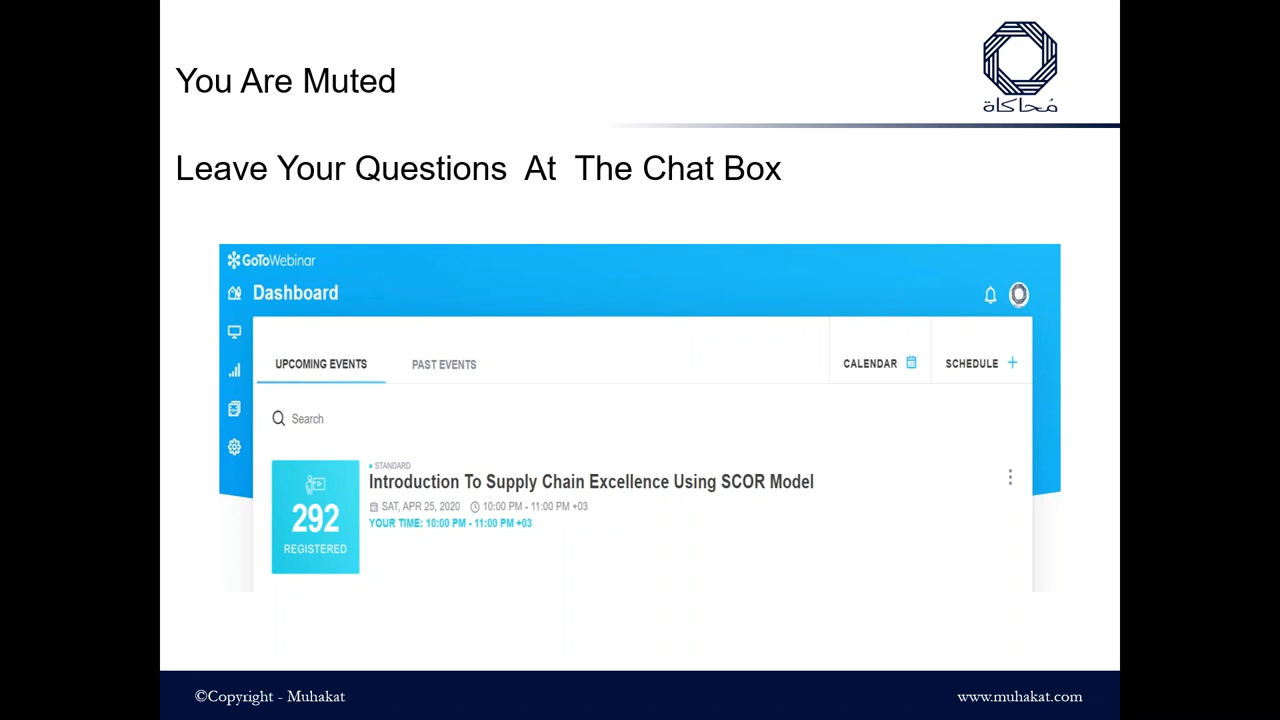 You Are Muted
مُحاكاة
Leave Your Questions At The Chat Box
GoToWebinar
Dashboard
UPCOMING EVENTS PAST EVENTS CALENDAR SCHEDULE +
Search
STANDARD
Introduction To Supply Chain Excellence Using SCOR Model
SAT, APR 25, 2020 10:00 PM - 11:00 PM +03
YOUR TIME: 10:00 PM - 11:00 PM +03
292
REGISTERED
©Copyright - Muhakat www.muhakat.com